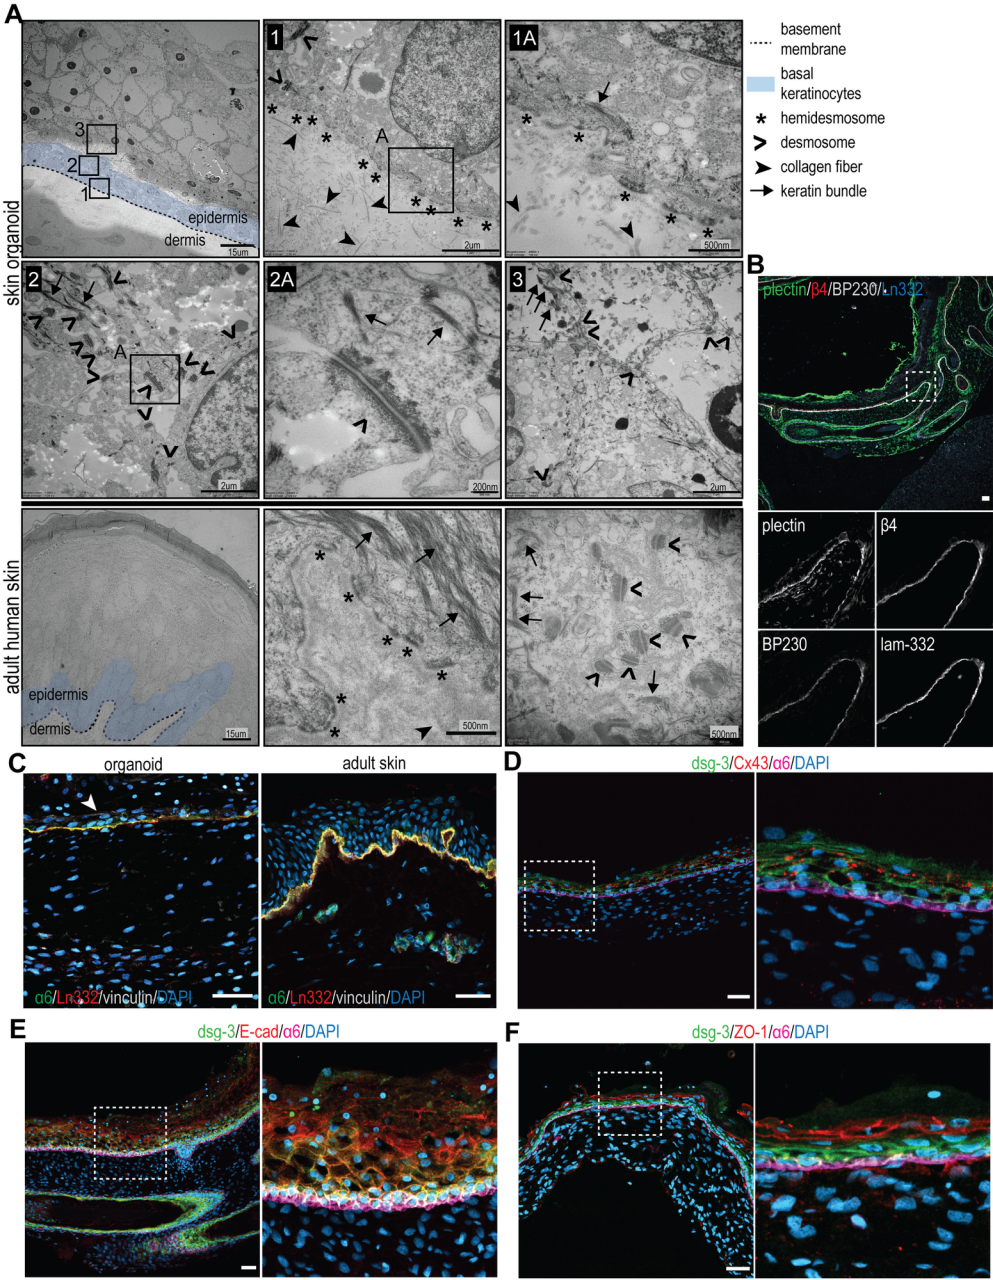 A
skin organoid
3
2
1
epidermis
dermis
15um
1
A
2um
1A
500nm
basement
membrane
basal
keratinocytes
hemidesmosome
desmosome
collagen fiber
keratin bundle
2
A
2um
2A
200nm
3
2um
adult human skin
epidermis
dermis
15um
500nm
500nm
B
plectin/β4/BP230/Ln332
plectin
β4
BP230
lam-332
C
organoid
adult skin
α6/Ln332/vinculin/DAPI
α6/Ln332/vinculin/DAPI
D
dsg-3/Cx43/α6/DAPI
E
dsg-3/E-cad/α6/DAPI
F
dsg-3/ZO-1/α6/DAPI